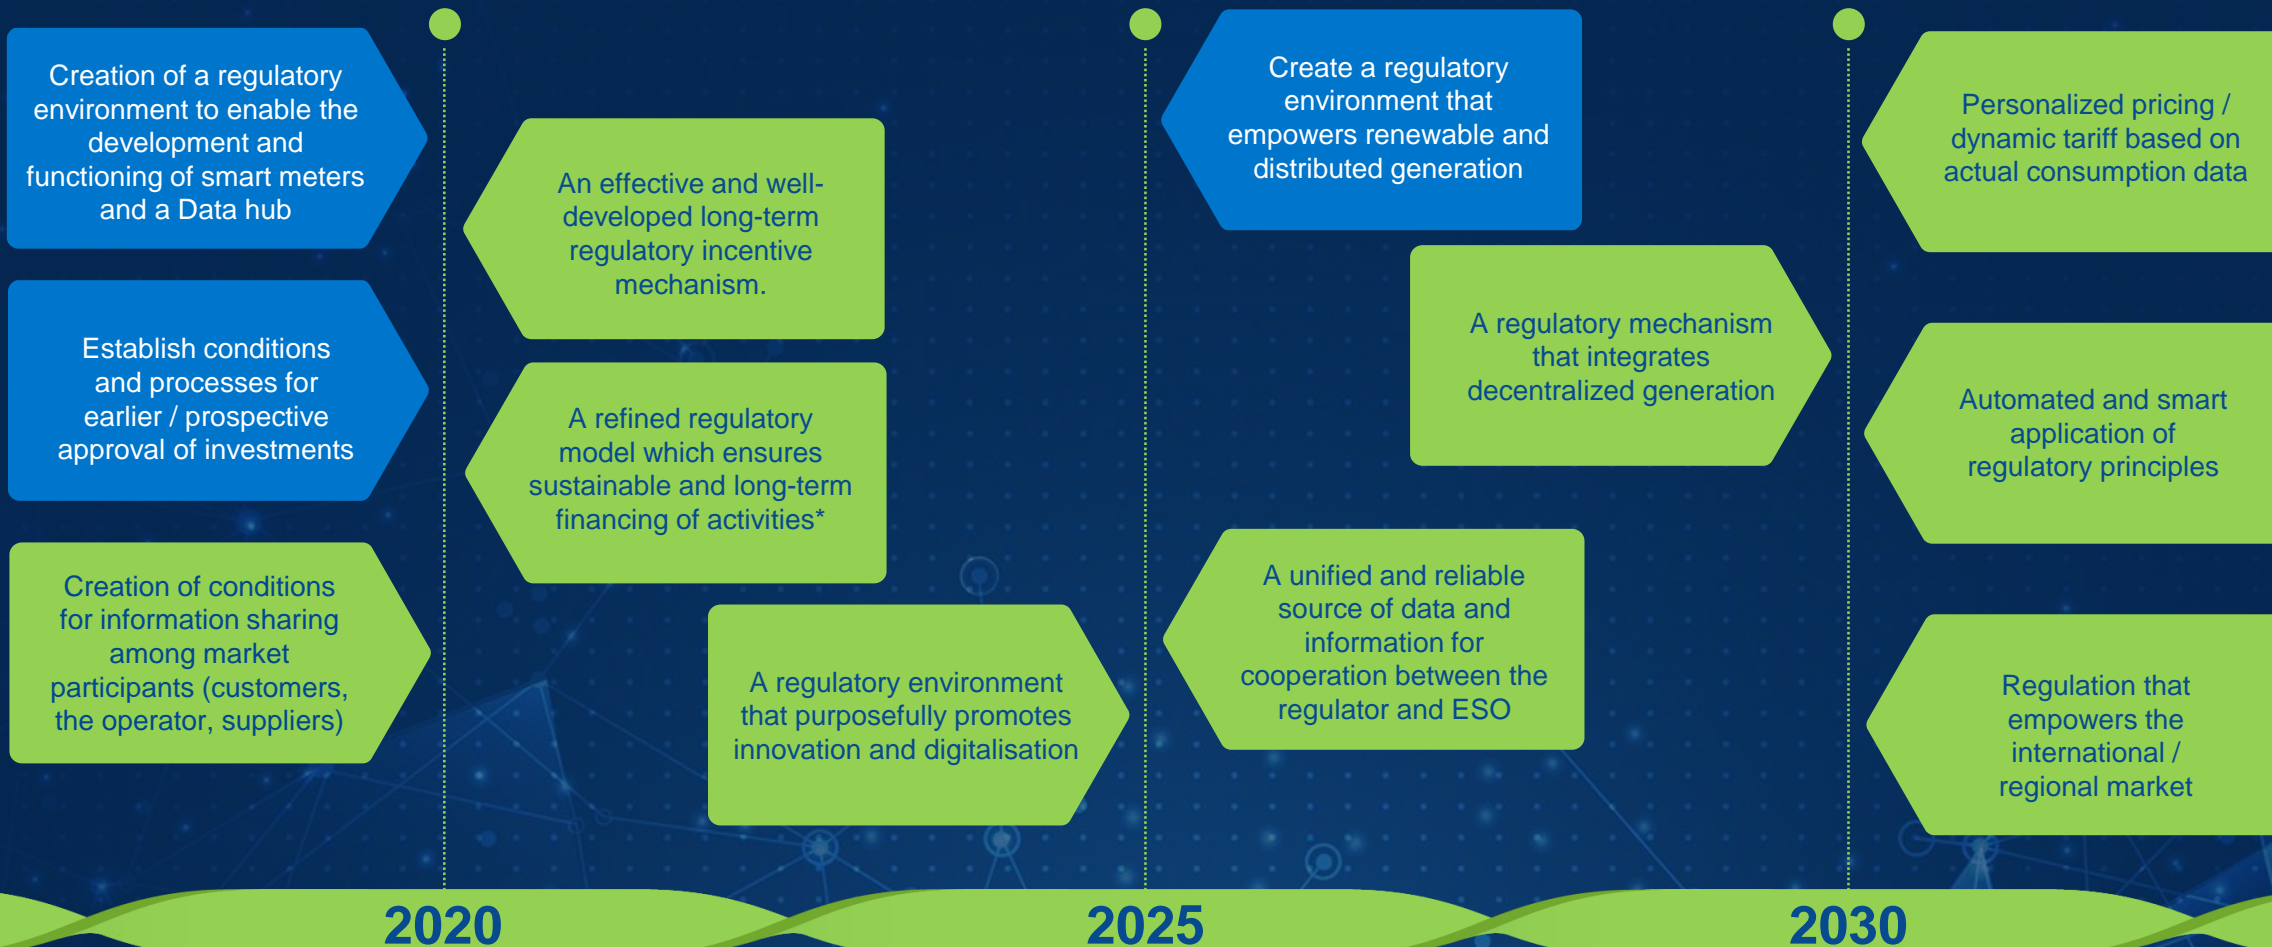 Creation of a regulatory
environment to enable the
development and
functioning of smart meters
and a Data hub
Establish conditions
and processes for
earlier / prospective
approval of investments
Creation of conditions
for information sharing
among market
participants (customers,
the operator, suppliers)
An effective and well-
developed long-term
regulatory incentive
mechanism.
A refined regulatory
model which ensures
sustainable and long-term
financing of activities*
A regulatory environment
that purposefully promotes
innovation and digitalisation
Create a regulatory
environment that
empowers renewable and
distributed generation
A regulatory mechanism
that integrates
decentralized generation
A unified and reliable
source of data and
information for
cooperation between the
regulator and ESO
Personalized pricing /
dynamic tariff based on
actual consumption data
Automated and smart
application of
regulatory principles
Regulation that
empowers the
international /
regional market
2020
2025
2030